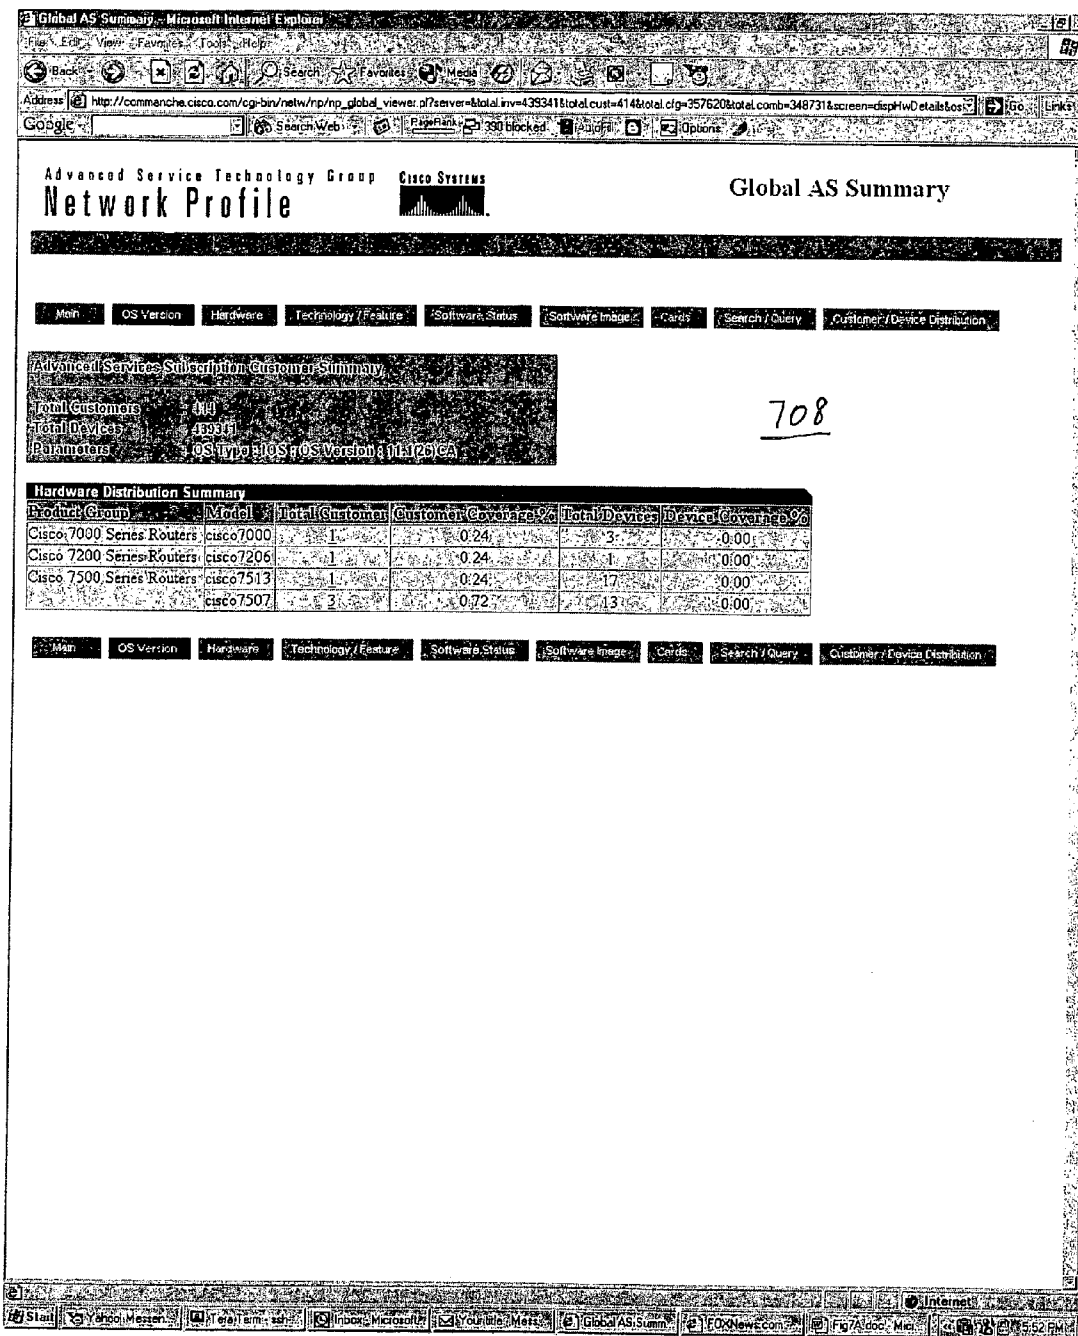 Global AS Summary - Microsoft Internet Explorer
File Edit View Favorites Tools Help
Back Search Favorites Media
Address http://commanche.cisco.com/cgi-bin/netw/np/np_global_viewer.pl?server=&total.inv=439341&total.cust=414&total.cfg=357620&total.comb=348731&screen=dispHwDetails&os Go Links
Google Search Web PageRank 390 blocked AutoFill Options
Advanced Service Technology Group CISCO SYSTEMS
Network Profile Global AS Summary
Main OS Version Hardware Technology / Feature Software Status Software Image Cards Search / Query Customer / Device Distribution
Advanced Services Subscription Customer Summary
Total Customers : 414
Total Devices : 439341
Parameters : OS Type : IOS ; OS Version : 11.1(26)CA
708
Hardware Distribution Summary
Product Group Model Total Customer Customer Coverage % Total Devices Device Coverage %
Cisco 7000 Series Routers cisco7000 1 0.24 3 0.00
Cisco 7200 Series Routers cisco7206 1 0.24 1 0.00
Cisco 7500 Series Routers cisco7513 1 0.24 17 0.00
cisco7507 3 0.72 13 0.00
Main OS Version Hardware Technology / Feature Software Status Software Image Cards Search / Query Customer / Device Distribution
Internet
Start Yahoo! Messen... Tera Term - ssh... Inbox - Microsoft... Your title - Mess... Global AS Summ... FOXNews.com... Fig7A.doc - Mic... 5:52 PM